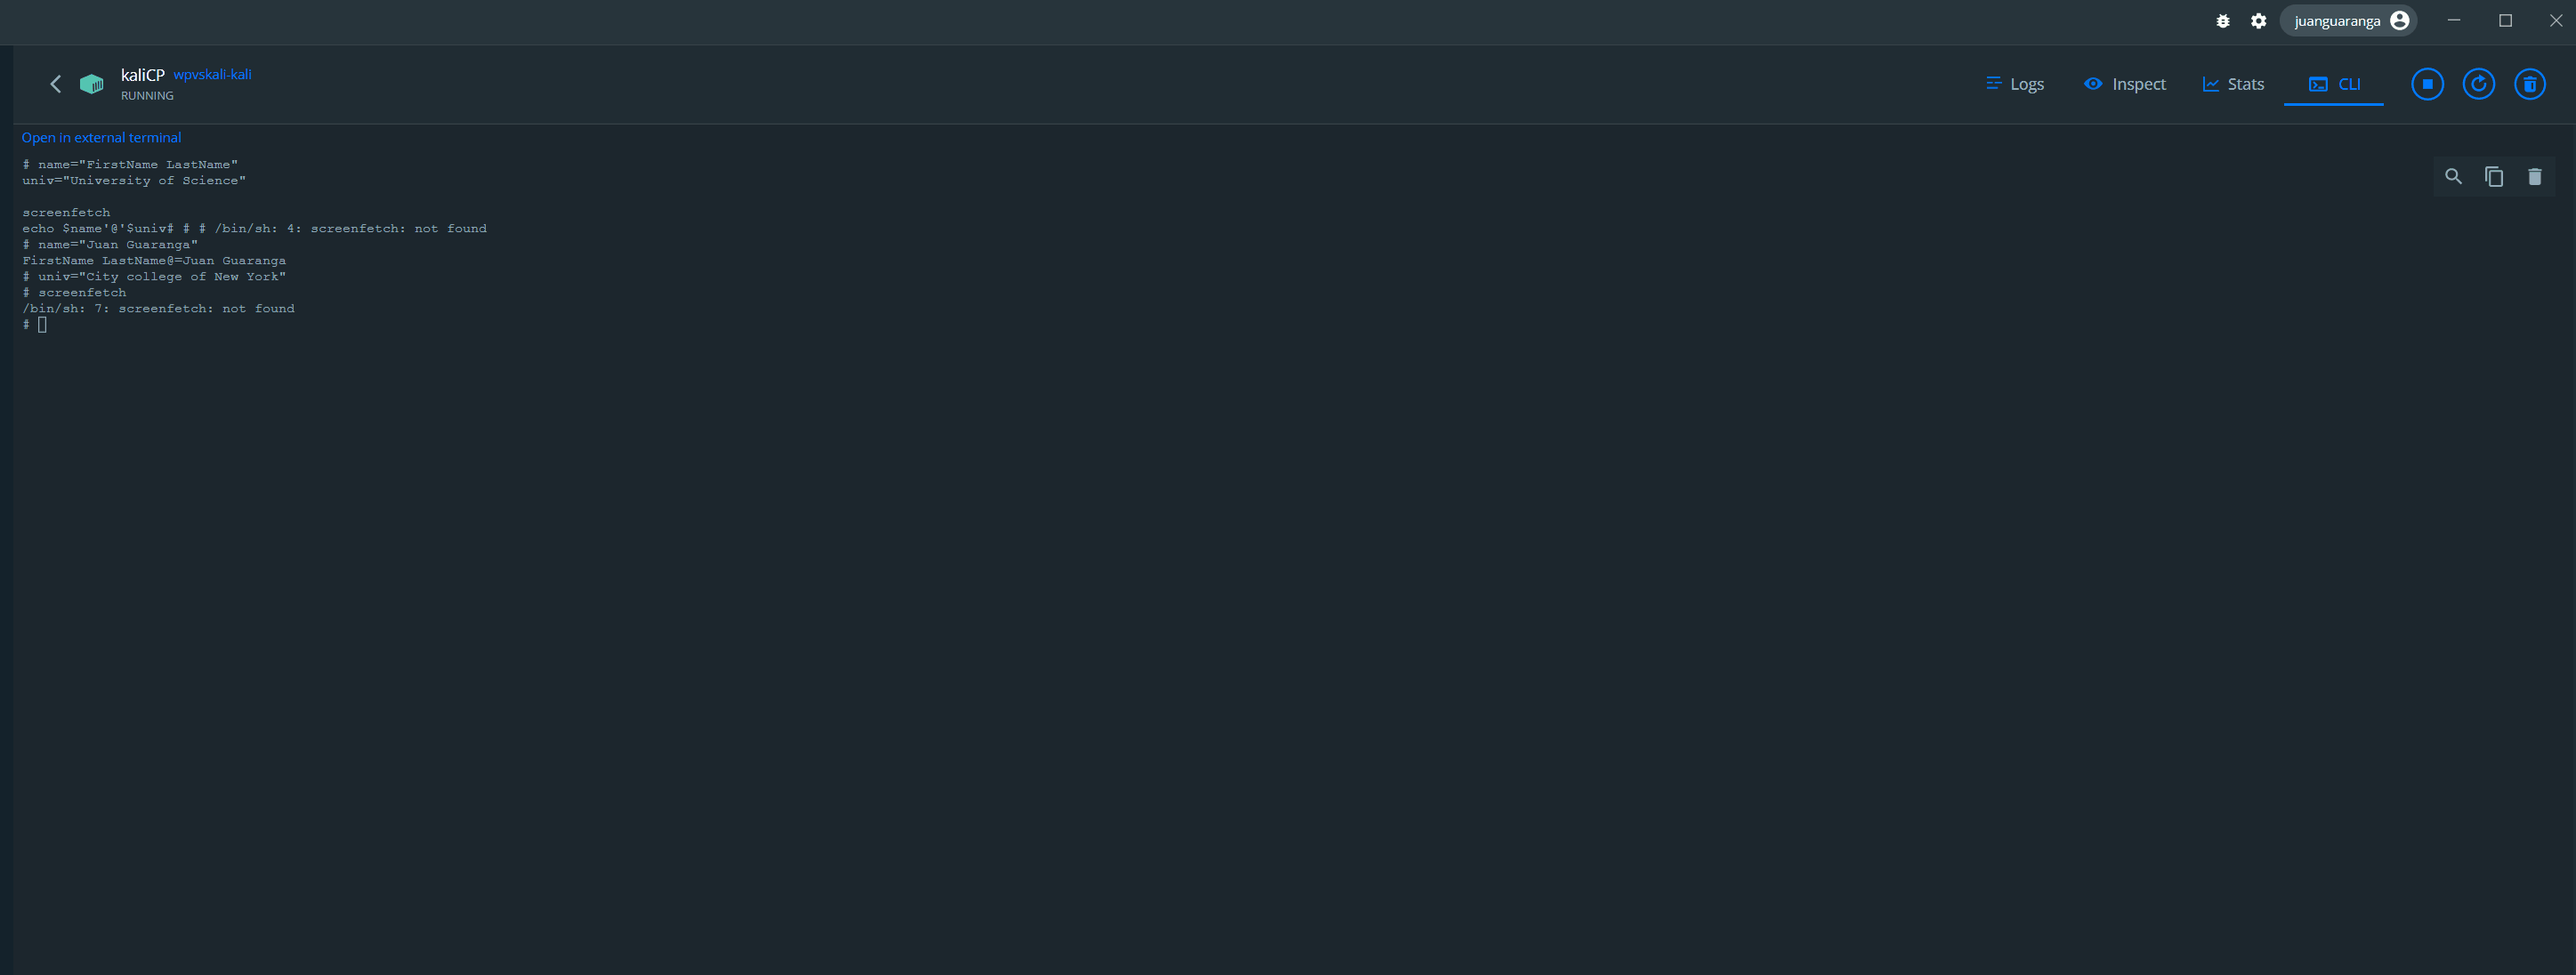 juanguaranga
kaliCP wpvskali-kali
RUNNING
Logs Inspect Stats CLI
Open in external terminal
# name="FirstName LastName"
univ="University of Science"
screenfetch
echo $name'@'$univ# # # /bin/sh: 4: screenfetch: not found
# name="Juan Guaranga"
FirstName LastName@=Juan Guaranga
# univ="City college of New York"
# screenfetch
/bin/sh: 7: screenfetch: not found
#